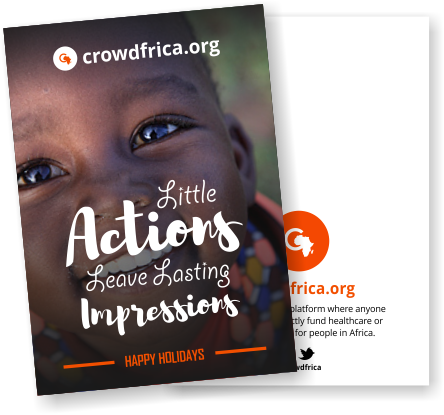 crowdfrica.org
Little
Actions
Leave Lasting
Impressions
HAPPY HOLIDAYS
frica.org
platform where anyone
ctly fund healthcare or
for people in Africa.
wdfrica